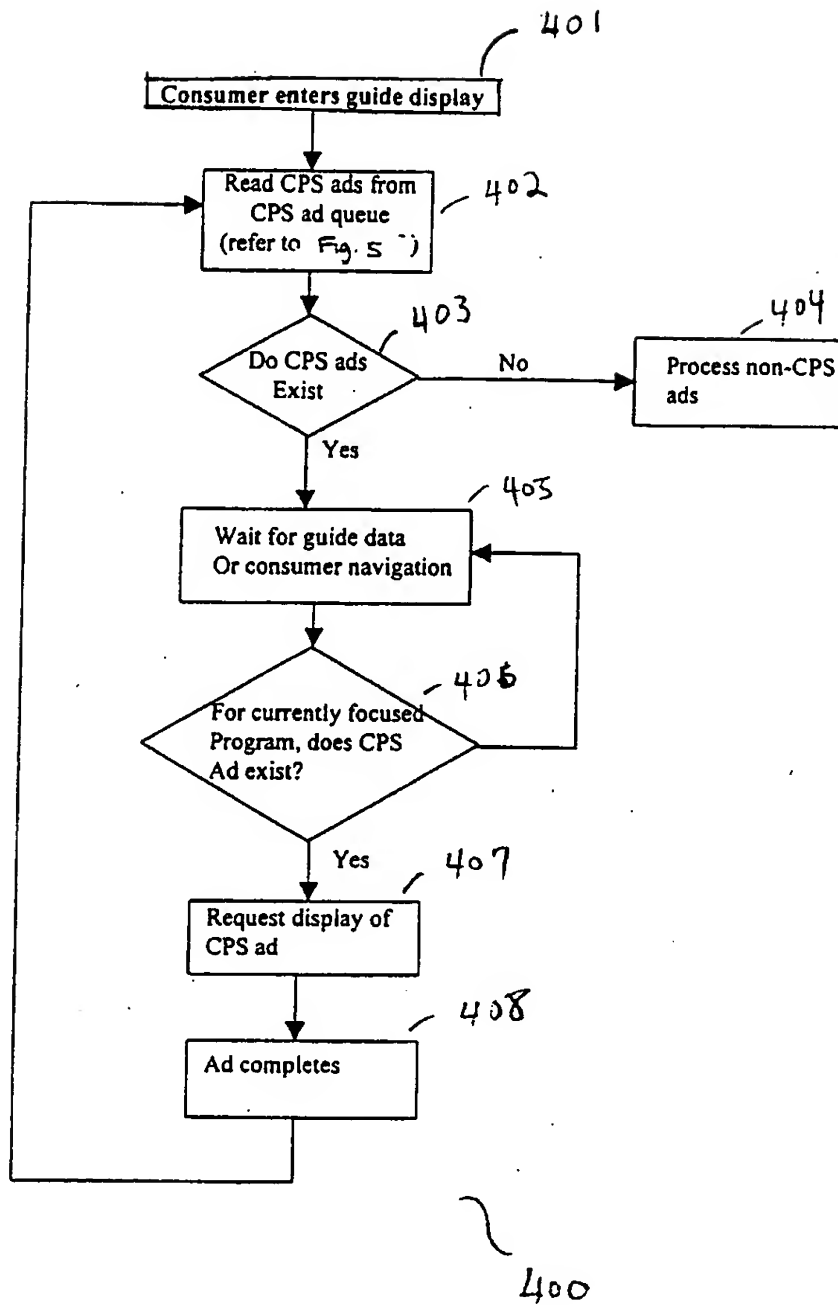 401
Consumer enters guide display
Read CPS ads from
CPS ad queue
(refer to Fig. 5 )
402
403
Do CPS ads
Exist
No
404
Process non-CPS
ads
Yes
405
Wait for guide data
Or consumer navigation
406
For currently focused
Program, does CPS
Ad exist?
Yes
407
Request display of
CPS ad
408
Ad completes
400